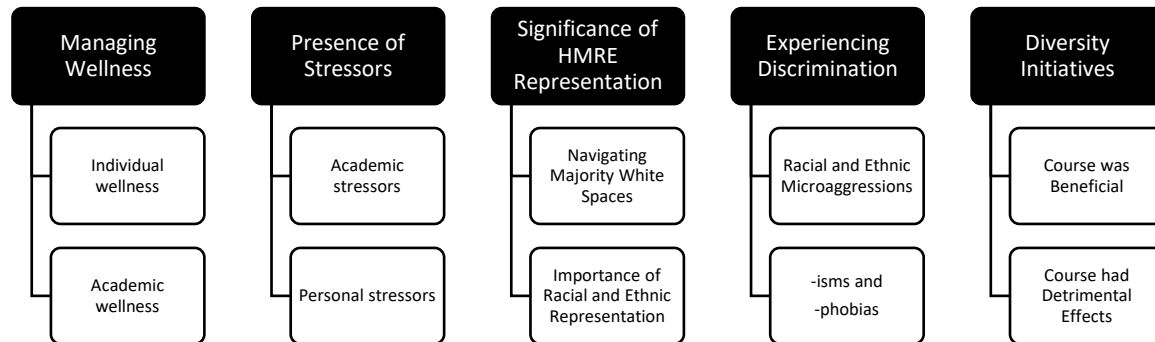 Managing
Wellness
Individual
wellness
Academic
wellness
Presence of
Stressors
Academic
stressors
Personal stressors
Significance of
HMRE
Representation
Navigating
Majority White
Spaces
Importance of
Racial and Ethnic
Representation
Experiencing
Discrimination
Racial and Ethnic
Microaggressions
-isms and
-phobias
Diversity
Initiatives
Course was
Beneficial
Course had
Detrimental
Effects